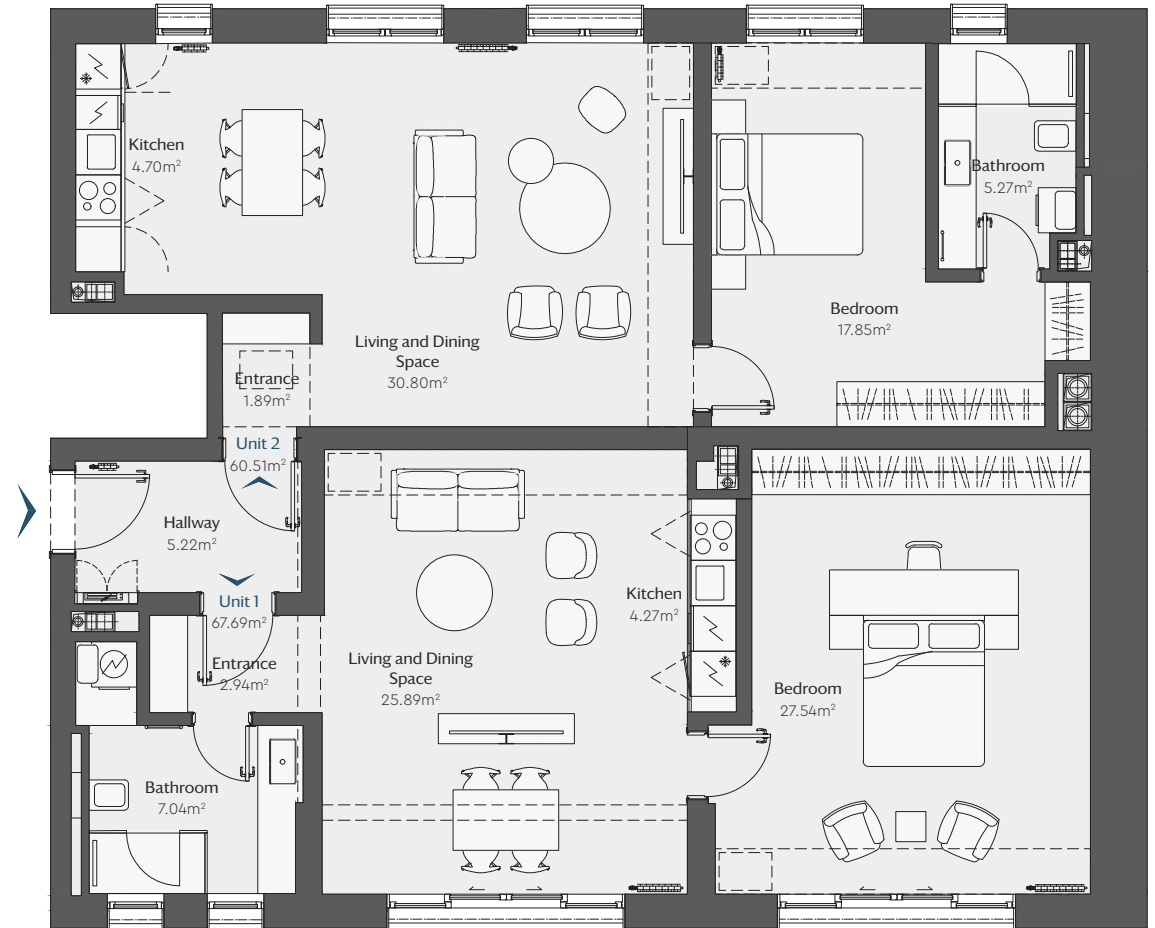 Kitchen
4.70m²
Bathroom
5.27m²
Bedroom
17.85m²
Living and Dining
Space
30.80m²
Entrance
1.89m²
Unit 2
60.51m²
Hallway
5.22m²
Unit 1
67.69m²
Kitchen
4.27m²
Entrance
2.94m²
Living and Dining
Space
25.89m²
Bedroom
27.54m²
Bathroom
7.04m²